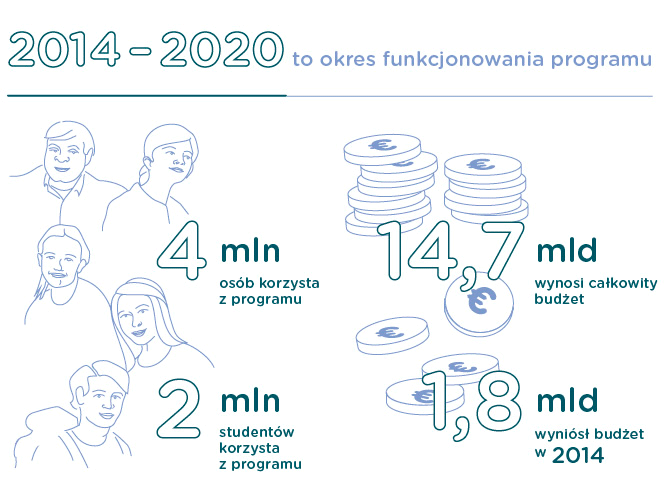 2014 – 2020 to okres funkcjonowania programu
€
€
€
4 mln
osób korzysta
z programu
14,7 mld
wynosi całkowity
budżet
€
€
€
€
2 mln
studentów
korzysta
z programu
1,8 mld
wyniósł budżet
w 2014